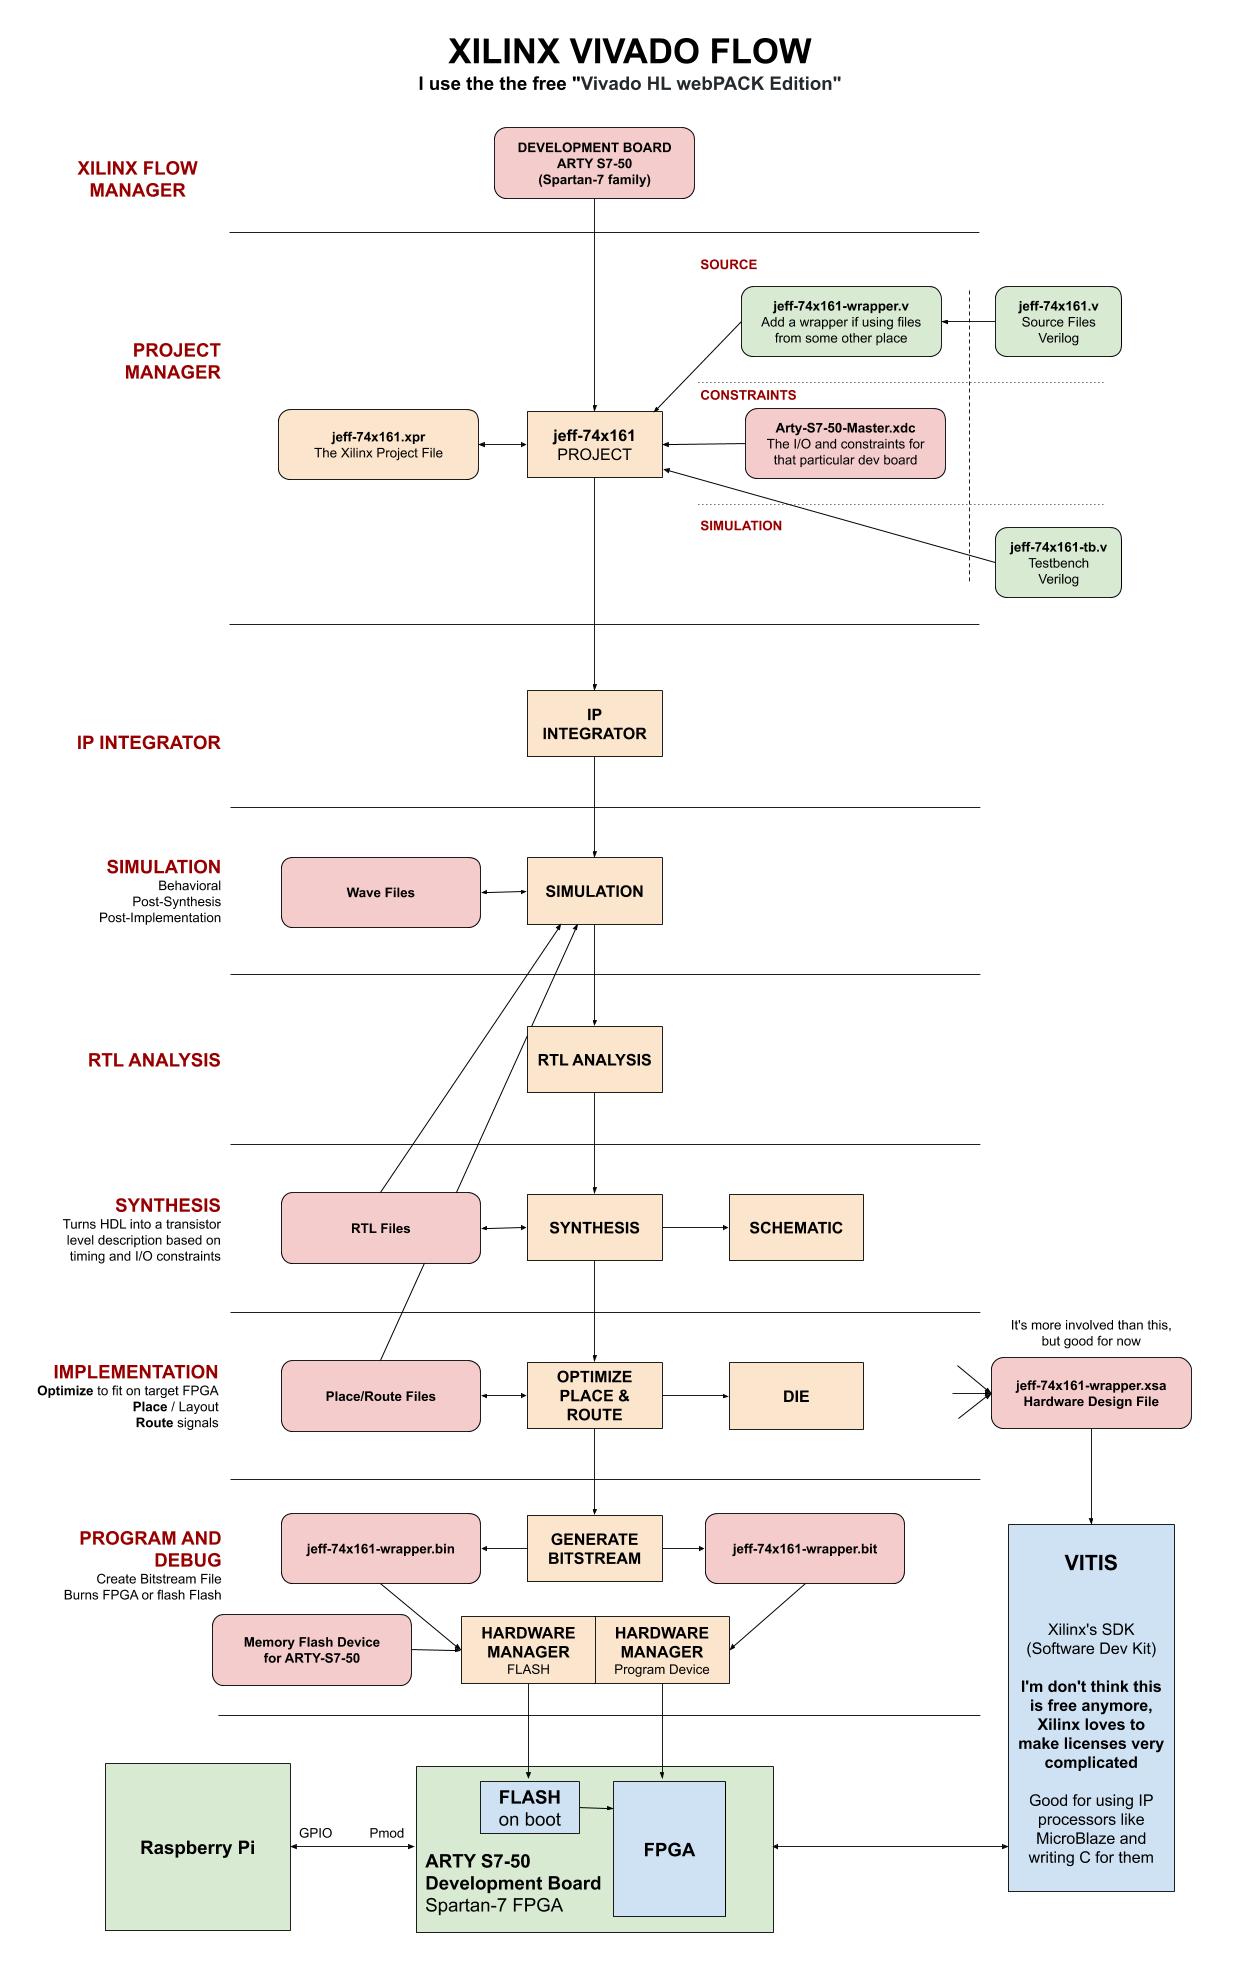 XILINX VIVADO FLOW
I use the the free "Vivado HL webPACK Edition"
XILINX FLOW
MANAGER
DEVELOPMENT BOARD
ARTY S7-50
(Spartan-7 family)
PROJECT
MANAGER
SOURCE
jeff-74x161-wrapper.v
Add a wrapper if using files
from some other place
jeff-74x161.v
Source Files
Verilog
CONSTRAINTS
jeff-74x161.xpr
The Xilinx Project File
jeff-74x161
PROJECT
Arty-S7-50-Master.xdc
The I/O and constraints for
that particular dev board
SIMULATION
jeff-74x161-tb.v
Testbench
Verilog
IP INTEGRATOR
IP
INTEGRATOR
SIMULATION
Behavioral
Post-Synthesis
Post-Implementation
Wave Files
SIMULATION
RTL ANALYSIS
RTL ANALYSIS
SYNTHESIS
Turns HDL into a transistor
level description based on
timing and I/O constraints
RTL Files
SYNTHESIS
SCHEMATIC
IMPLEMENTATION
Optimize to fit on target FPGA
Place / Layout
Route signals
Place/Route Files
OPTIMIZE
PLACE &
ROUTE
DIE
It's more involved than this,
but good for now
jeff-74x161-wrapper.xsa
Hardware Design File
PROGRAM AND
DEBUG
Create Bitstream File
Burns FPGA or flash Flash
jeff-74x161-wrapper.bin
GENERATE
BITSTREAM
jeff-74x161-wrapper.bit
Memory Flash Device
for ARTY-S7-50
HARDWARE
MANAGER
FLASH
HARDWARE
MANAGER
Program Device
VITIS
Xilinx's SDK
(Software Dev Kit)
I'm don't think this
is free anymore,
Xilinx loves to
make licenses very
complicated
Good for using IP
processors like
MicroBlaze and
writing C for them
Raspberry Pi
GPIO
Pmod
FLASH
on boot
FPGA
ARTY S7-50
Development Board
Spartan-7 FPGA